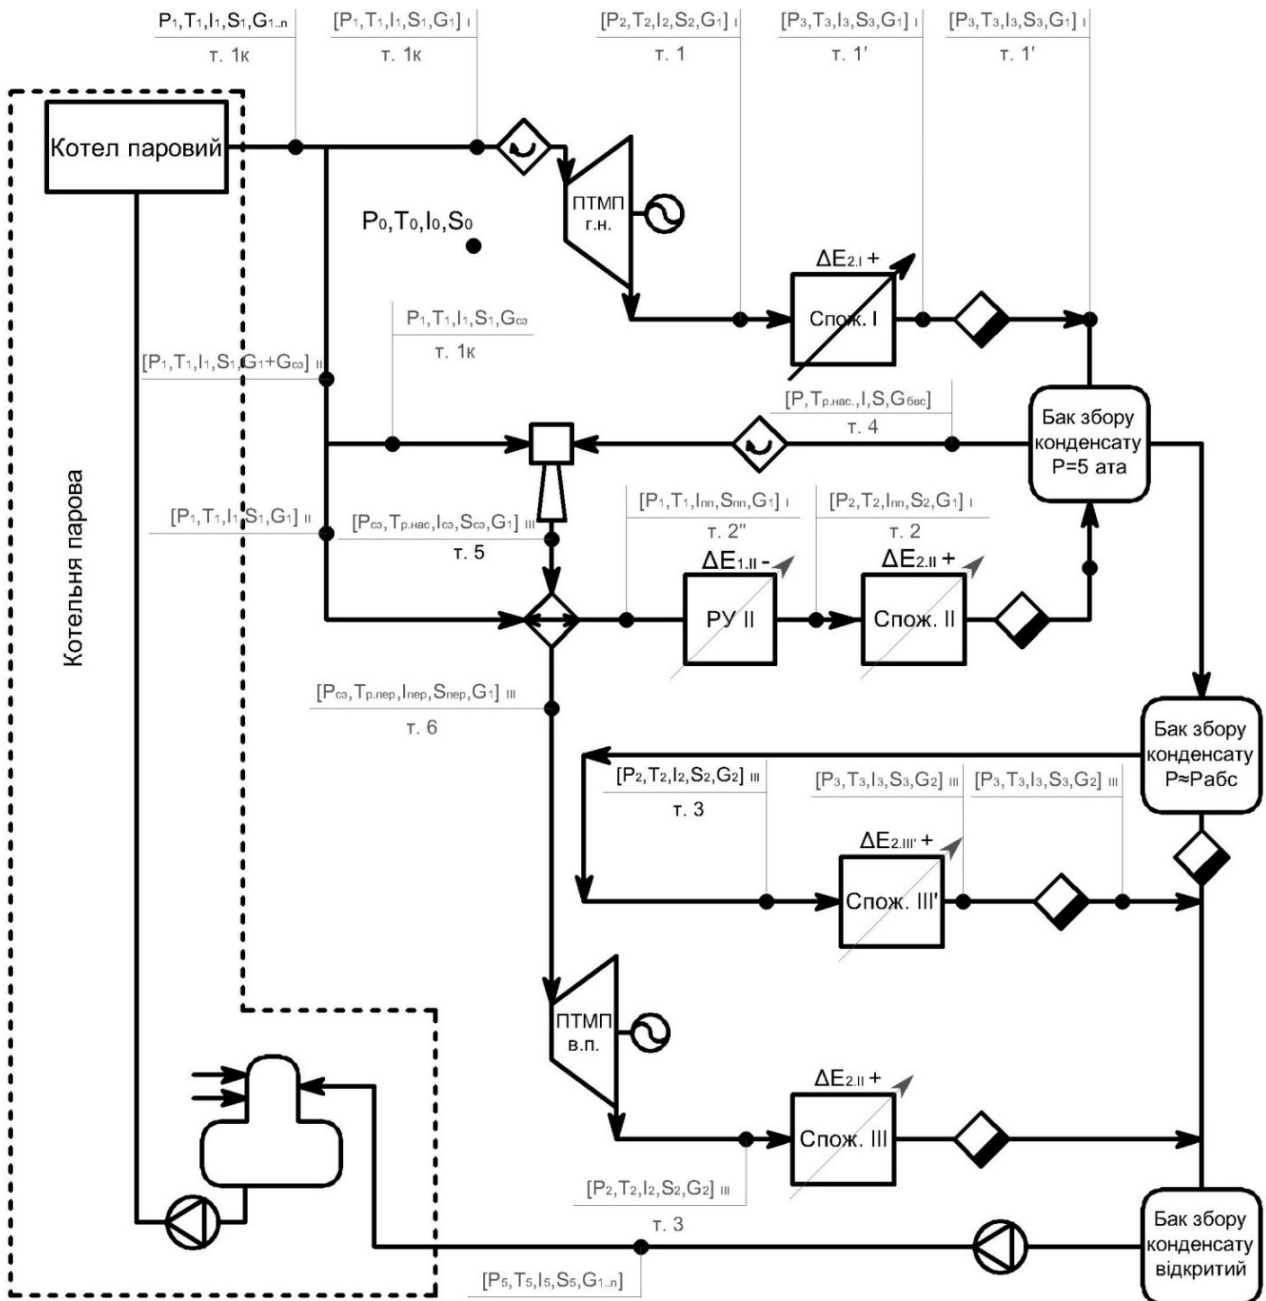 P₁,T₁,I₁,S₁,G₁..n
[P₁,T₁,I₁,S₁,G₁] I
[P₂,T₂,I₂,S₂,G₁] I
[P₃,T₃,I₃,S₃,G₁] I
[P₃,T₃,I₃,S₃,G₁] I
т. 1к
т. 1к
т. 1
т. 1'
т. 1'
Котел паровий
ПТМП
г.н.
P₀,T₀,I₀,S₀
ΔE₂.I +
Спож. I
P₁,T₁,I₁,S₁,Gсэ
т. 1к
[P₁,T₁,I₁,S₁,G₁+Gсэ] II
[P,Tр.нас.,I,S,Gбвс]
т. 4
Бак збору
конденсату
P=5 ата
[P₁,T₁,I₁,S₁,G₁] II
[Pсэ,Tр.нас,Iсэ,Sсэ,G₁] III
т. 5
[P₁,T₁,Iпп,Sпп,G₁] I
т. 2"
[P₂,T₂,Iпп,S₂,G₁] I
т. 2
ΔE₁.II -
РУ II
ΔE₂.II +
Спож. II
Котельня парова
[Pсэ,Tр.пер,Iпер,Sпер,G₁] III
т. 6
Бак збору
конденсату
P≈Pабс
[P₂,T₂,I₂,S₂,G₂] III
т. 3
[P₃,T₃,I₃,S₃,G₂] III
[P₃,T₃,I₃,S₃,G₂] III
ΔE₂.III' +
Спож. III'
ПТМП
в.п.
ΔE₂.II +
Спож. III
[P₂,T₂,I₂,S₂,G₂] III
т. 3
Бак збору
конденсату
відкритий
[P₅,T₅,I₅,S₅,G₁..n]